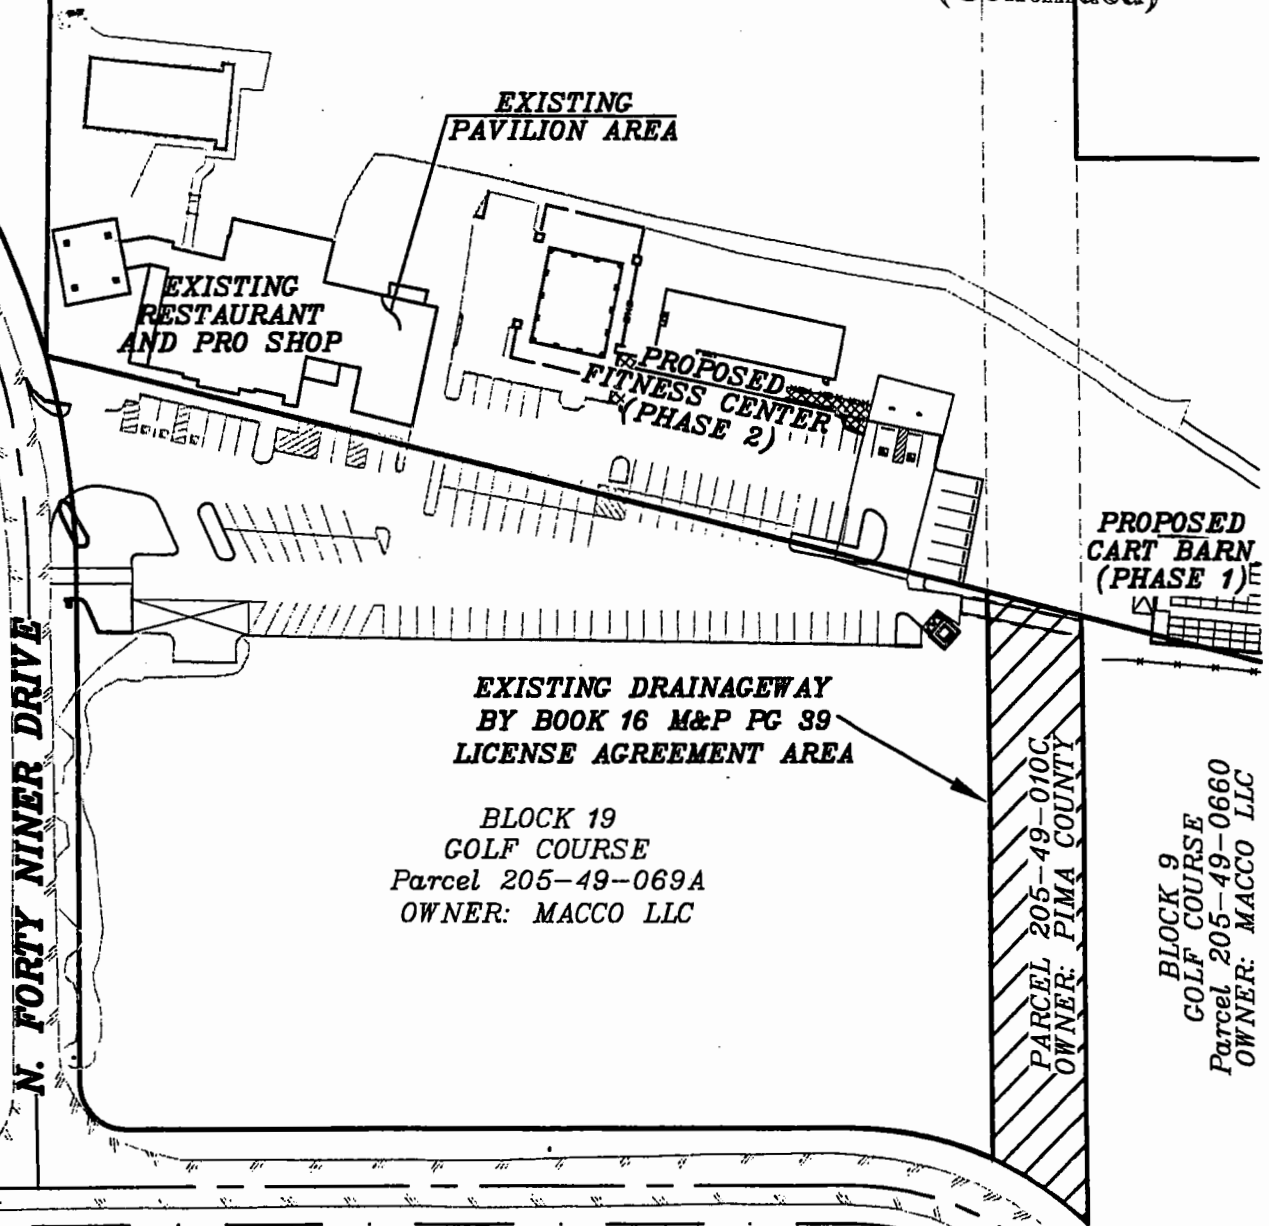 (Continued)
EXISTING
PAVILION AREA
EXISTING
RESTAURANT
AND PRO SHOP
PROPOSED
FITNESS CENTER
(PHASE 2)
PROPOSED
CART BARN
(PHASE 1)
N. FORTY NINER DRIVE
EXISTING DRAINAGEWAY
BY BOOK 16 M&P PG 39
LICENSE AGREEMENT AREA
BLOCK 19
GOLF COURSE
Parcel 205-49-069A
OWNER: MACCO LLC
PARCEL 205-49-010C
OWNER: PIMA COUNTY
BLOCK 9
GOLF COURSE
Parcel 205-49-0660
OWNER: MACCO LLC